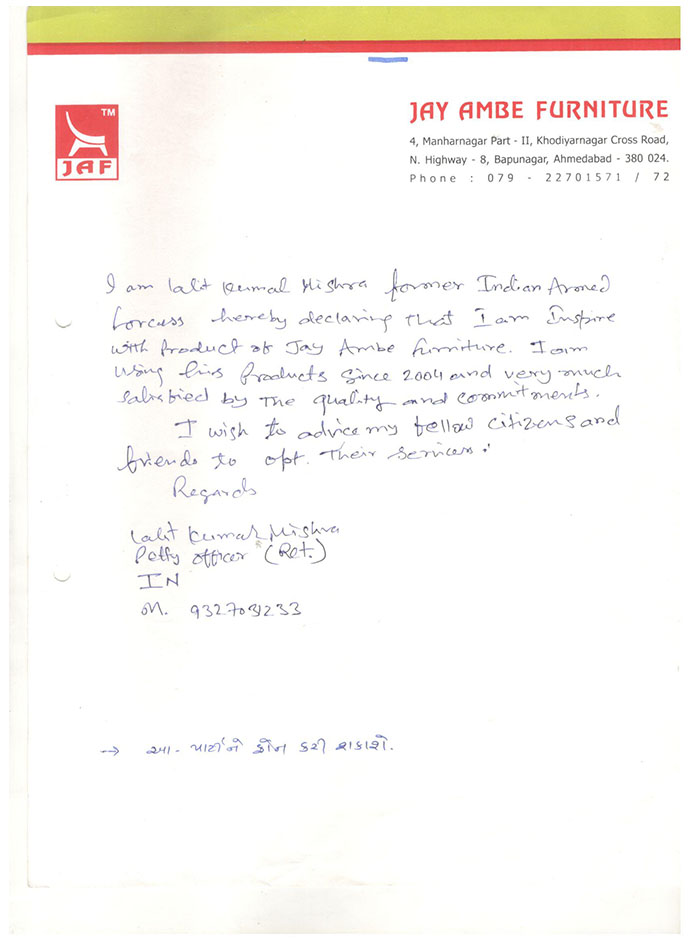 TM
JAF
JAY AMBE FURNITURE
4, Manharnagar Part - II, Khodiyarnagar Cross Road,
N. Highway - 8, Bapunagar, Ahmedabad - 380 024.
Phone : 079 - 22701571 / 72
I am Lalit Kumal Mishra former Indian Aromed
forcess hereby declaring that I am Inspire
with Product of Jay Ambe furniture. I am
using his Products since 2004 and very much
satisfied by the quality and commitments.
I wish to advice my fellow citizens and
friends to opt. Their services.
Regards
Lalit Kumar Mishra
Petty officer (Ret.)
IN
M. 9327031233
→ આ - પાર્ટીને ફોન કરી શકાશે.